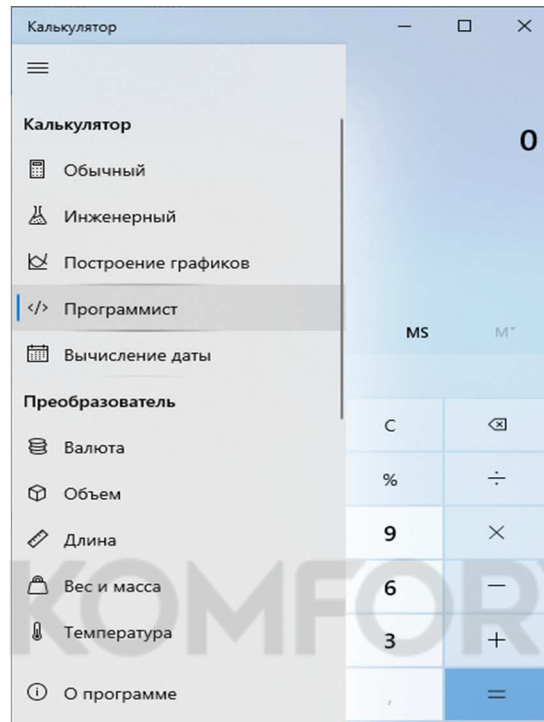 Калькулятор
Калькулятор
0
Обычный
Инженерный
Построение графиков
</> Программист
MS M˅
Вычисление даты
Преобразователь
C
Валюта
% ÷
Объем
Длина 9 ×
Вес и масса 6 −
KOMFOR
Температура 3 +
О программе , =